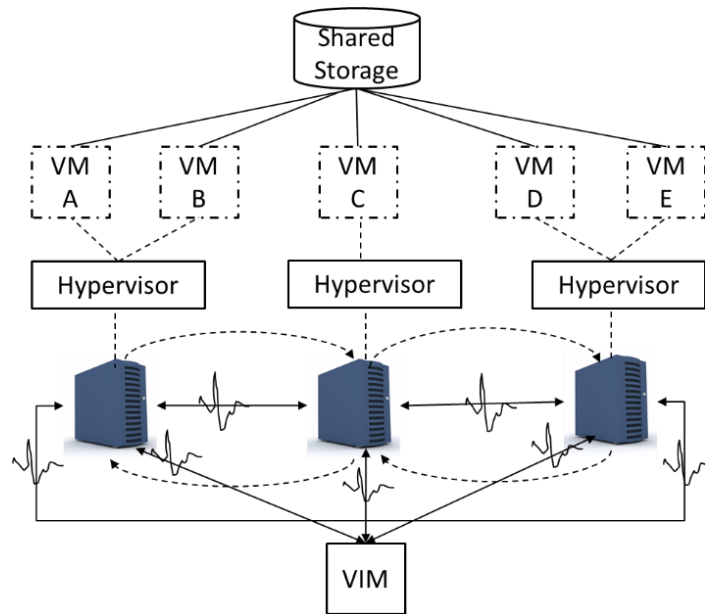 Shared
Storage
VM
A
VM
B
VM
C
VM
D
VM
E
Hypervisor
Hypervisor
Hypervisor
VIM